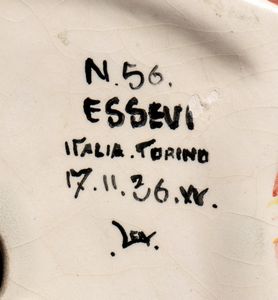 N.56.
ESSEVI
ITALIA.TORINO
17.11.36.XV.